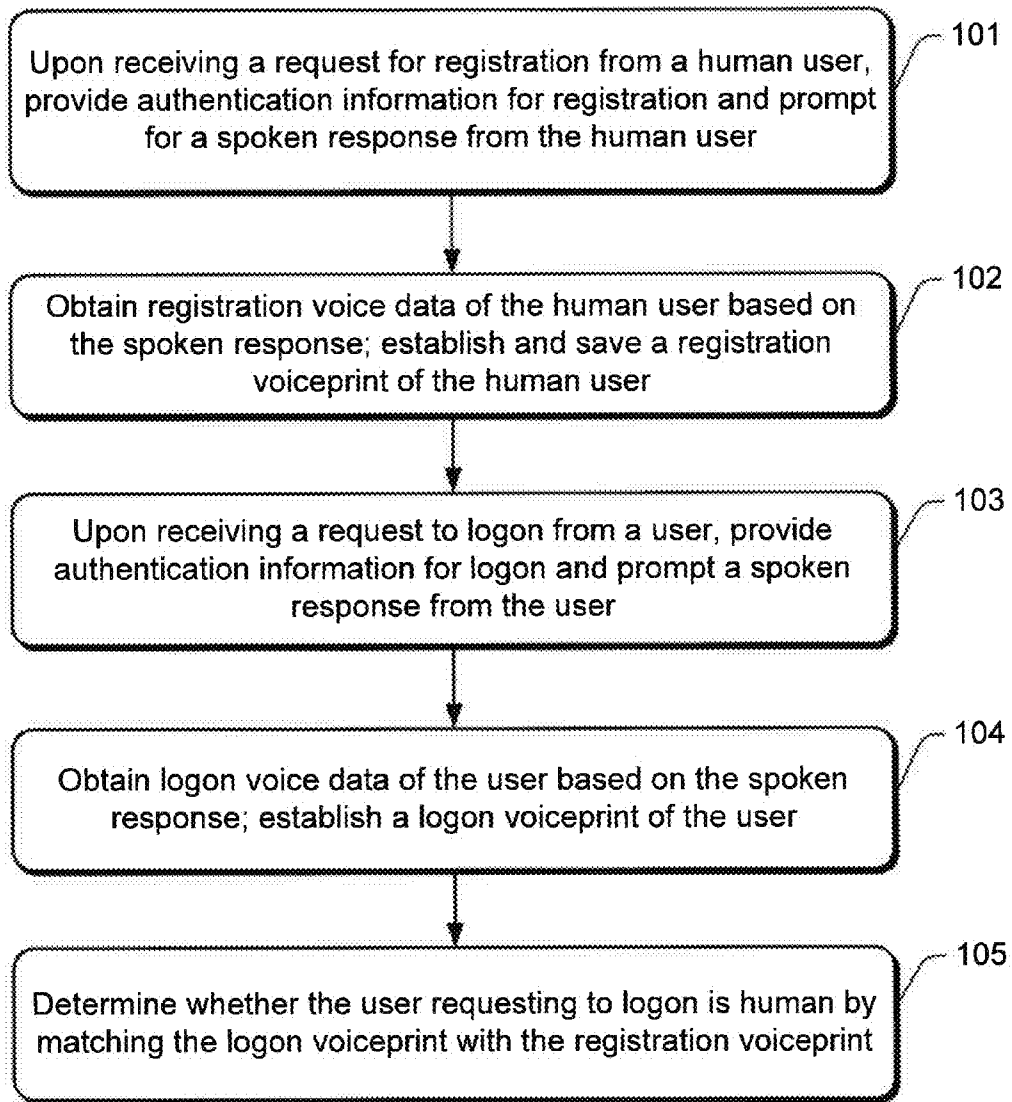 101
Upon receiving a request for registration from a human user,
provide authentication information for registration and prompt
for a spoken response from the human user
102
Obtain registration voice data of the human user based on
the spoken response; establish and save a registration
voiceprint of the human user
103
Upon receiving a request to logon from a user, provide
authentication information for logon and prompt a spoken
response from the user
104
Obtain logon voice data of the user based on the spoken
response; establish a logon voiceprint of the user
105
Determine whether the user requesting to logon is human by
matching the logon voiceprint with the registration voiceprint